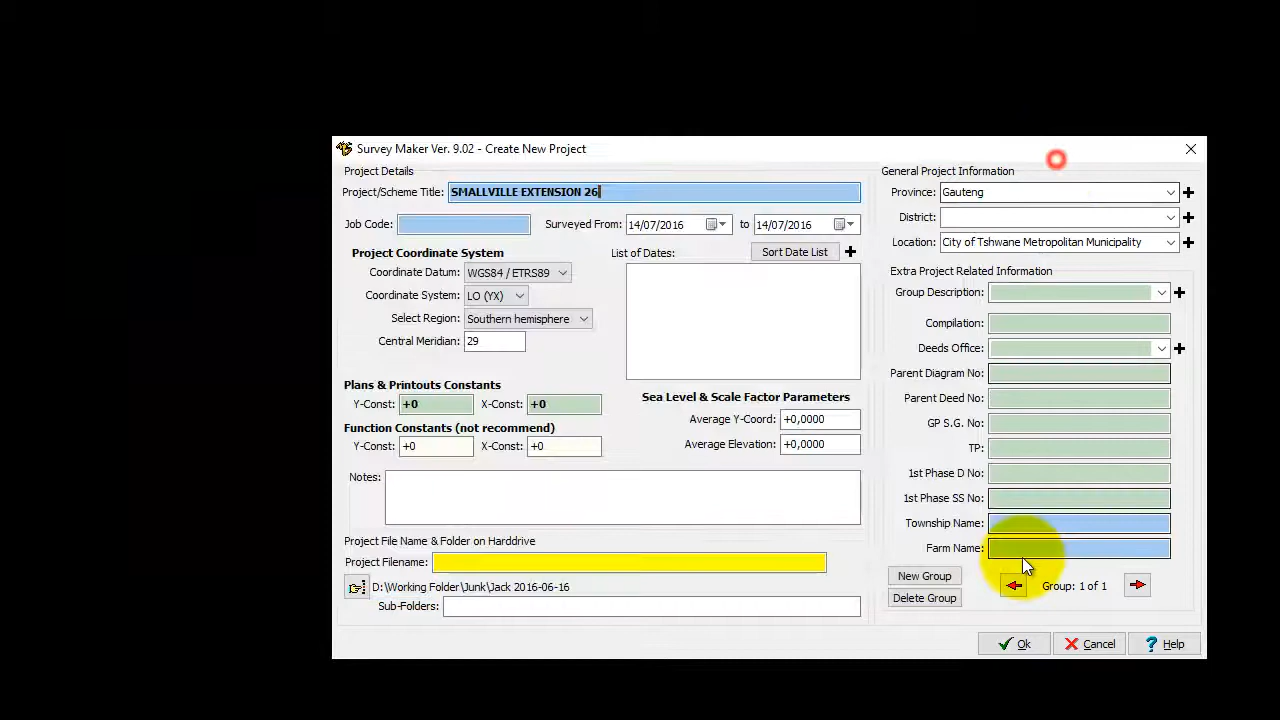 Survey Maker Ver. 9.02 - Create New Project
Project Details
Project/Scheme Title: SMALLVILLE EXTENSION 26
Job Code: Surveyed From: 14/07/2016 to 14/07/2016
Project Coordinate System
Coordinate Datum: WGS84 / ETRS89
Coordinate System: LO (YX)
Select Region: Southern hemisphere
Central Meridian: 29
List of Dates: Sort Date List
Plans & Printouts Constants
Y-Const: +0 X-Const: +0
Function Constants (not recommend)
Y-Const: +0 X-Const: +0
Sea Level & Scale Factor Parameters
Average Y-Coord: +0,0000
Average Elevation: +0,0000
Notes:
Project File Name & Folder on Harddrive
Project Filename:
D:\Working Folder\Junk\Jack 2016-06-16
Sub-Folders:
General Project Information
Province: Gauteng
District:
Location: City of Tshwane Metropolitan Municipality
Extra Project Related Information
Group Description:
Compilation:
Deeds Office:
Parent Diagram No:
Parent Deed No:
GP S.G. No:
TP:
1st Phase D No:
1st Phase SS No:
Township Name:
Farm Name:
New Group
Delete Group
Group: 1 of 1
Ok Cancel Help